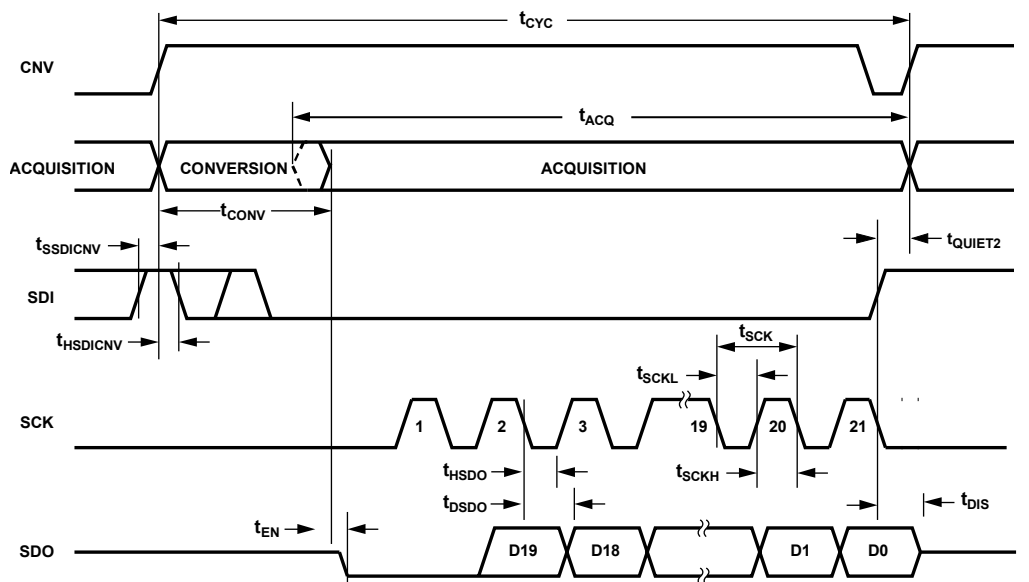 tCYC
CNV
tACQ
ACQUISITION CONVERSION ACQUISITION
tCONV
tSSDICNV tQUIET2
SDI
tHSDICNV
tSCK
tSCKL
SCK 1 2 3 19 20 21
tHSDO tSCKH
tDSDO tDIS
tEN
SDO D19 D18 D1 D0